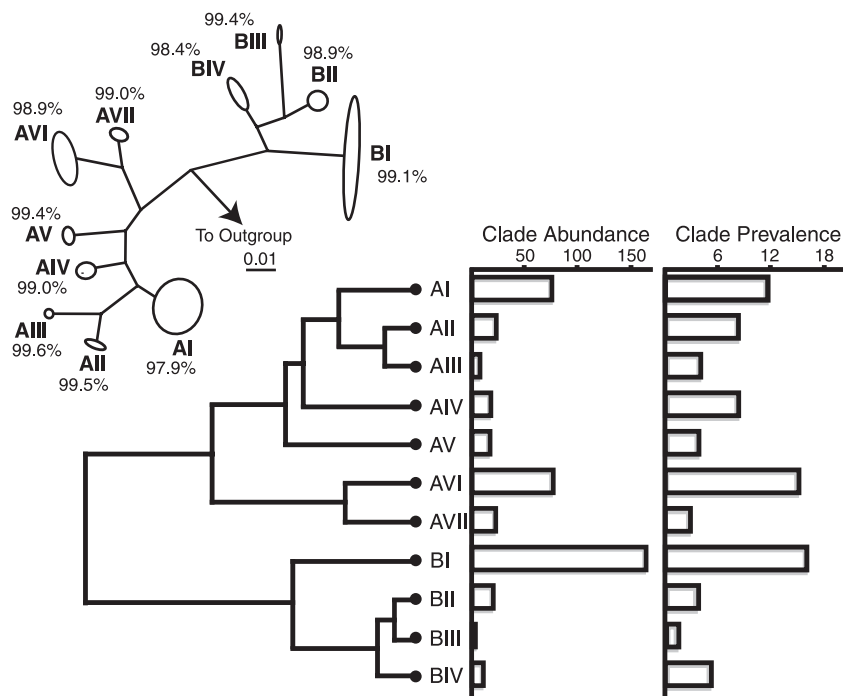 99.4%
BIII
98.4%
BIV
98.9%
BII
99.0%
AVII
98.9%
AVI
BI
99.1%
99.4%
AV
To Outgroup
0.01
AIV
99.0%
AIII
99.6%
AII
99.5%
AI
97.9%
Clade Abundance
50 100 150
Clade Prevalence
6 12 18
AI
AII
AIII
AIV
AV
AVI
AVII
BI
BII
BIII
BIV